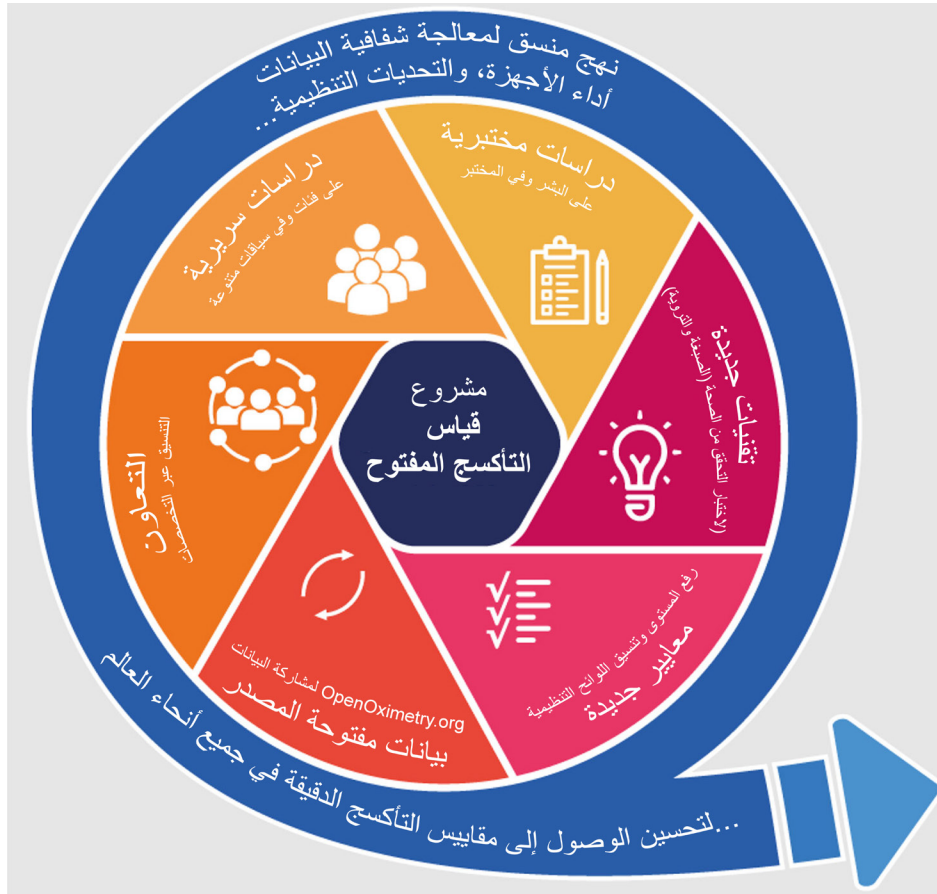 نهج منسق لمعالجة شفافية البيانات
أداء الأجهزة، والتحديات التنظيمية...
دراسات مختبرية
على البشر وفي المختبر
تقنيات جديدة
(لاختبار التحقق من الصحة (الصبغة والتروية)
رفع المستوى وتنسيق اللوائح التنظيمية
معايير جديدة
OpenOximetry.org لمشاركة البيانات
بيانات مفتوحة المصدر
التعاون
التنسيق عبر التخصصات
دراسات سريرية
على فئات وفي سياقات متنوعة
مشروع
قياس
التأكسج المفتوح
...لتحسين الوصول إلى مقاييس التأكسج الدقيقة في جميع أنحاء العالم